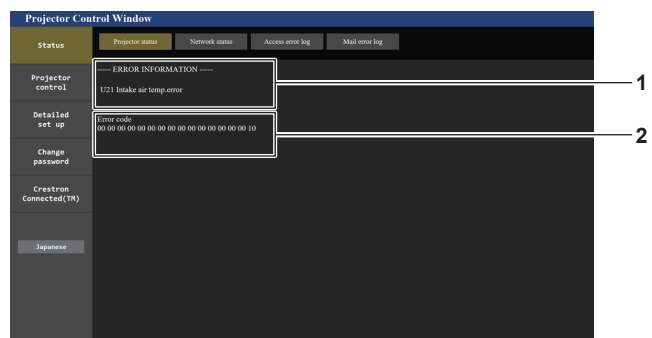 Projector Control Window
Status
Projector status
Network status
Access error log
Mail error log
Projector
control
Detailed
set up
Change
password
Crestron
Connected(TM)
Japanese
----- ERROR INFORMATION -----
U21 Intake air temp.error
Error code
00 00 00 00 00 00 00 00 00 00 00 00 00 00 00 10
1
2